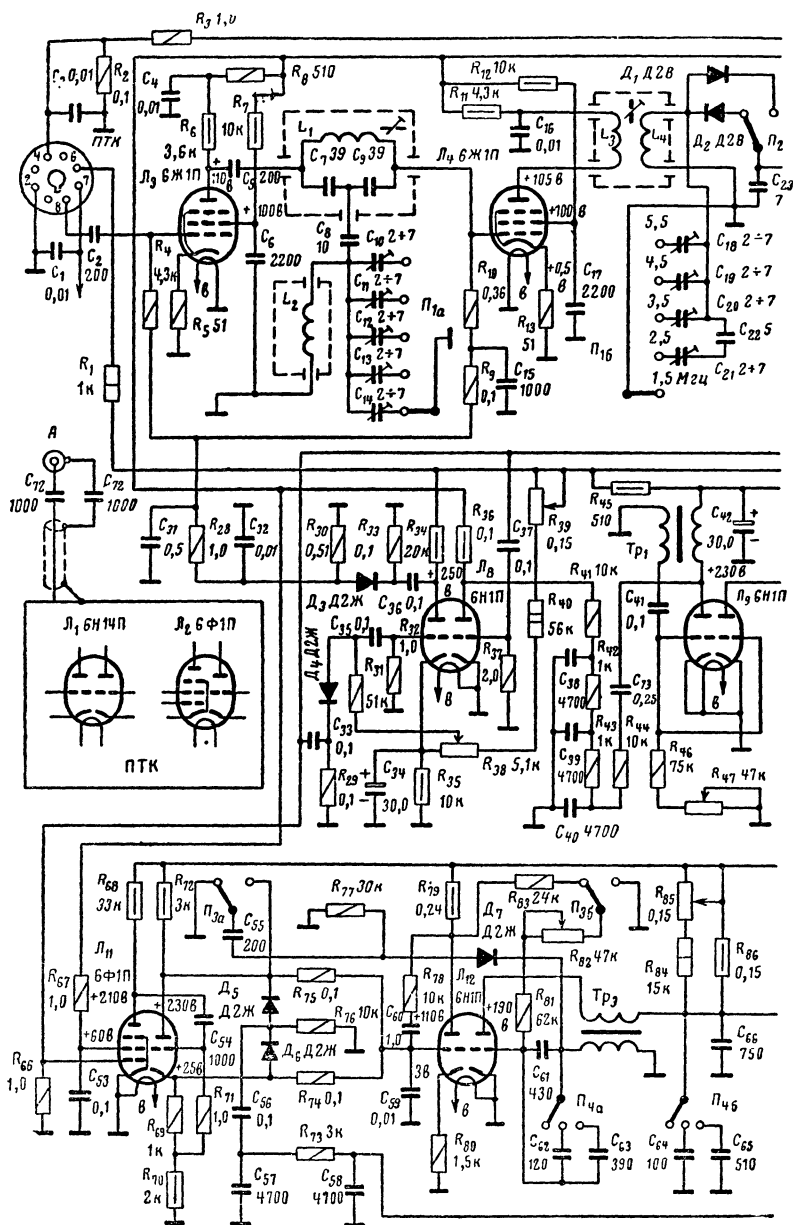 R₃ 1,0
C₃ 0,01
R₂
0,1
ПТК
C₄
0,01
R₈ 510
R₆
3,6к
R₇
10к
L₁
C₇ 39
C₉ 39
R₁₂ 10к
R₁₁ 4,3к
C₁₆
0,01
Д₁ Д2В
L₃
L₄
Д₂ Д2В
П₂
C₂₃
7
4
6
2
7
8
Л₃ 6Ж1П
+110 в
C₅ 200
+100в
Л₄ 6Ж1П
+105в
+100в
C₁
0,01
C₂
200
R₄
4,3к
R₅ 51
в
C₆
2200
C₈
10
L₂
C₁₀ 2÷7
C₁₁ 2÷7
C₁₂ 2÷7
C₁₃ 2÷7
C₁₄ 2÷7
П₁а
R₁₀
0,36
в
+0,5
в
R₁₃
51
C₁₇
2200
П₁б
5,5
4,5
3,5
2,5
1,5 Мгц
C₁₈ 2÷7
C₁₉ 2÷7
C₂₀ 2÷7
C₂₂ 5
C₂₁ 2÷7
R₁
1к
R₉
0,1
C₁₅
1000
А
C₇₂
1000
C₇₂
1000
C₃₁
0,5
R₂₈
1,0
C₃₂
0,01
R₃₀
0,51
R₃₃
0,1
R₃₄
20к
R₃₆
0,1
C₃₇
0,1
R₃₉
0,15
R₄₅
510
Тр₁
C₄₂
30,0
+
-
Д₃ Д2Ж
C₃₆ 0,1
+250
в
Л₈
6Н1П
R₄₁ 10к
+230в
Л₉ 6Н1П
Л₁ 6Н14П
Л₂ 6Ф1П
ПТК
Д₄ Д2Ж
C₃₅ 0,1
R₃₂
1,0
R₃₁
51к
в
R₃₇
2,0
R₄₀
56к
R₄₂
1к
C₃₈
4700
R₄₃
1к
C₃₉
4700
C₇₃
0,25
R₄₄
10к
C₄₁
0,1
в
R₄₆
75к
R₄₇ 47к
C₃₃
0,1
R₂₉
0,1
+
-
C₃₄
30,0
R₃₅
10к
R₃₈ 5,1к
C₄₀ 4700
R₆₈
33к
R₇₂
3к
П₃а
C₅₅
200
R₇₇ 30к
R₇₉
0,24
R₈₃ 24к
П₃б
Д₇
Д2Ж
R₈₂ 47к
R₈₅
0,15
R₈₄
15к
R₈₆
0,15
Л₁₁
6Ф1П
R₆₇
1,0
+210в
+230в
Д₅
Д2Ж
R₇₅ 0,1
R₇₈
10к
Л₁₂
6Н1П
R₈₁
62к
Тр₃
+60в
C₅₄
1000
Д₆ Д2Ж
R₇₆ 10к
C₆₀
1,0
+110в
+190
в
C₆₆
750
R₆₆
1,0
C₅₃
0,1
в
+25в
R₆₉
1к
R₇₁
1,0
C₅₆
0,1
R₇₄ 0,1
3в
C₅₉
0,01
в
C₆₁
430
П₄а
П₄б
R₇₀
2к
R₇₃ 3к
C₅₇
4700
C₅₈
4700
R₈₀
1,5к
C₆₂
120
C₆₃
390
C₆₄
100
C₆₅
510